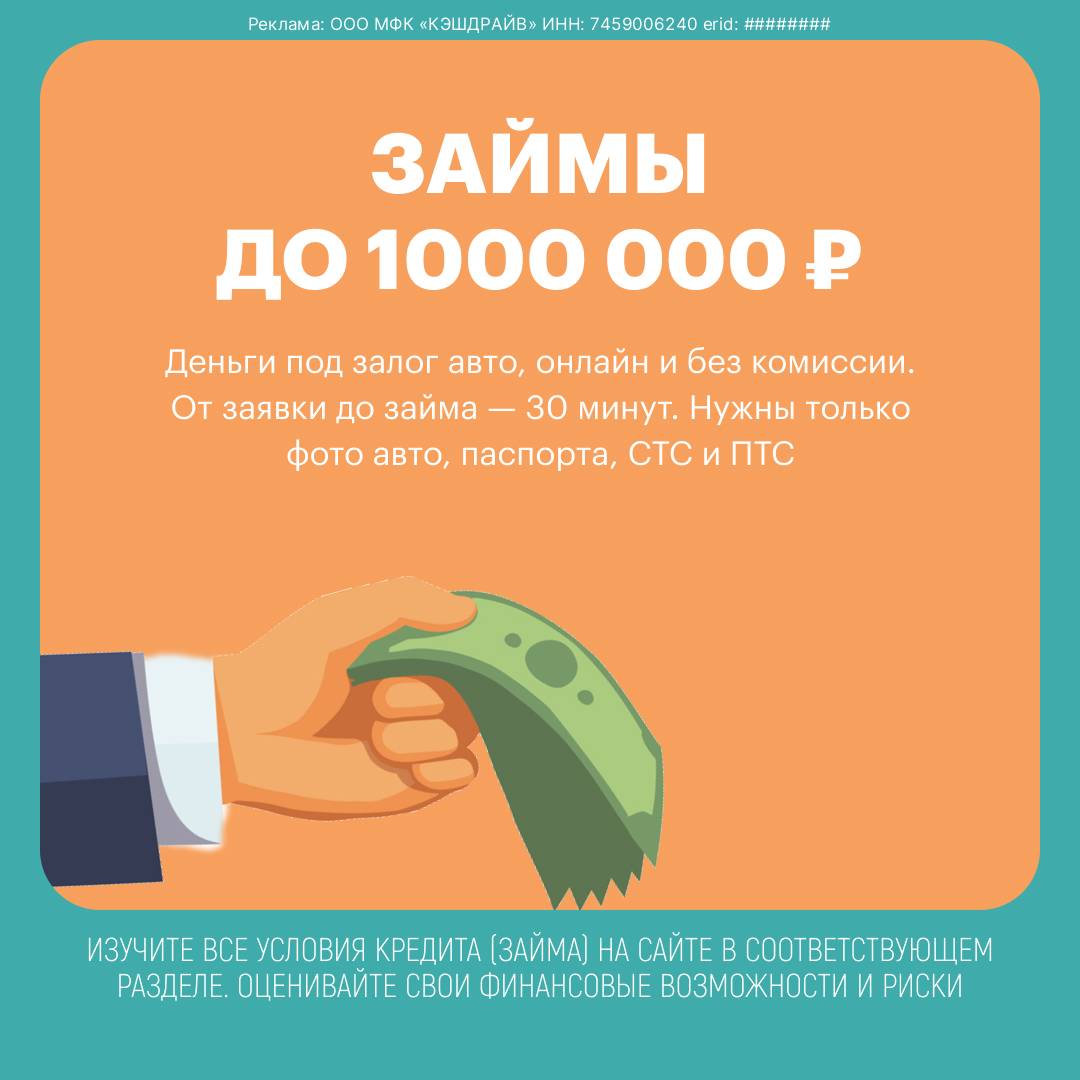 Реклама: ООО МФК «КЭШДРАЙВ» ИНН: 7459006240 erid: ########
ЗАЙМЫ
ДО 1000 000 ₽
Деньги под залог авто, онлайн и без комиссии.
От заявки до займа — 30 минут. Нужны только
фото авто, паспорта, СТС и ПТС
ИЗУЧИТЕ ВСЕ УСЛОВИЯ КРЕДИТА (ЗАЙМА) НА САЙТЕ В СООТВЕТСТВУЮЩЕМ
РАЗДЕЛЕ. ОЦЕНИВАЙТЕ СВОИ ФИНАНСОВЫЕ ВОЗМОЖНОСТИ И РИСКИ